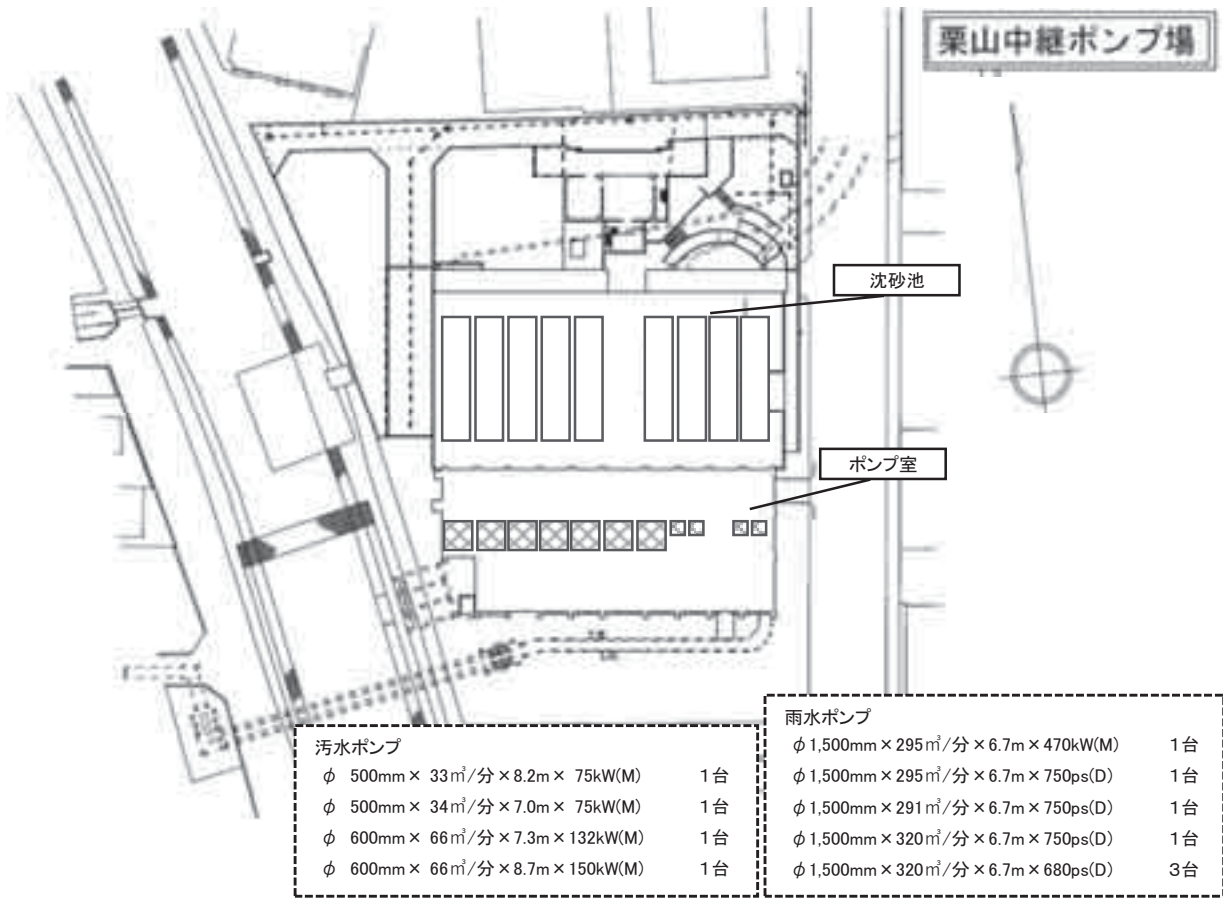 栗山中継ポンプ場
沈砂池
ポンプ室
汚水ポンプ
φ 500mm × 33㎥/分 × 8.2m × 75kW(M) 1台
φ 500mm × 34㎥/分 × 7.0m × 75kW(M) 1台
φ 600mm × 66㎥/分 × 7.3m × 132kW(M) 1台
φ 600mm × 66㎥/分 × 8.7m × 150kW(M) 1台
雨水ポンプ
φ 1,500mm × 295㎥/分 × 6.7m × 470kW(M) 1台
φ 1,500mm × 295㎥/分 × 6.7m × 750ps(D) 1台
φ 1,500mm × 291㎥/分 × 6.7m × 750ps(D) 1台
φ 1,500mm × 320㎥/分 × 6.7m × 750ps(D) 1台
φ 1,500mm × 320㎥/分 × 6.7m × 680ps(D) 3台